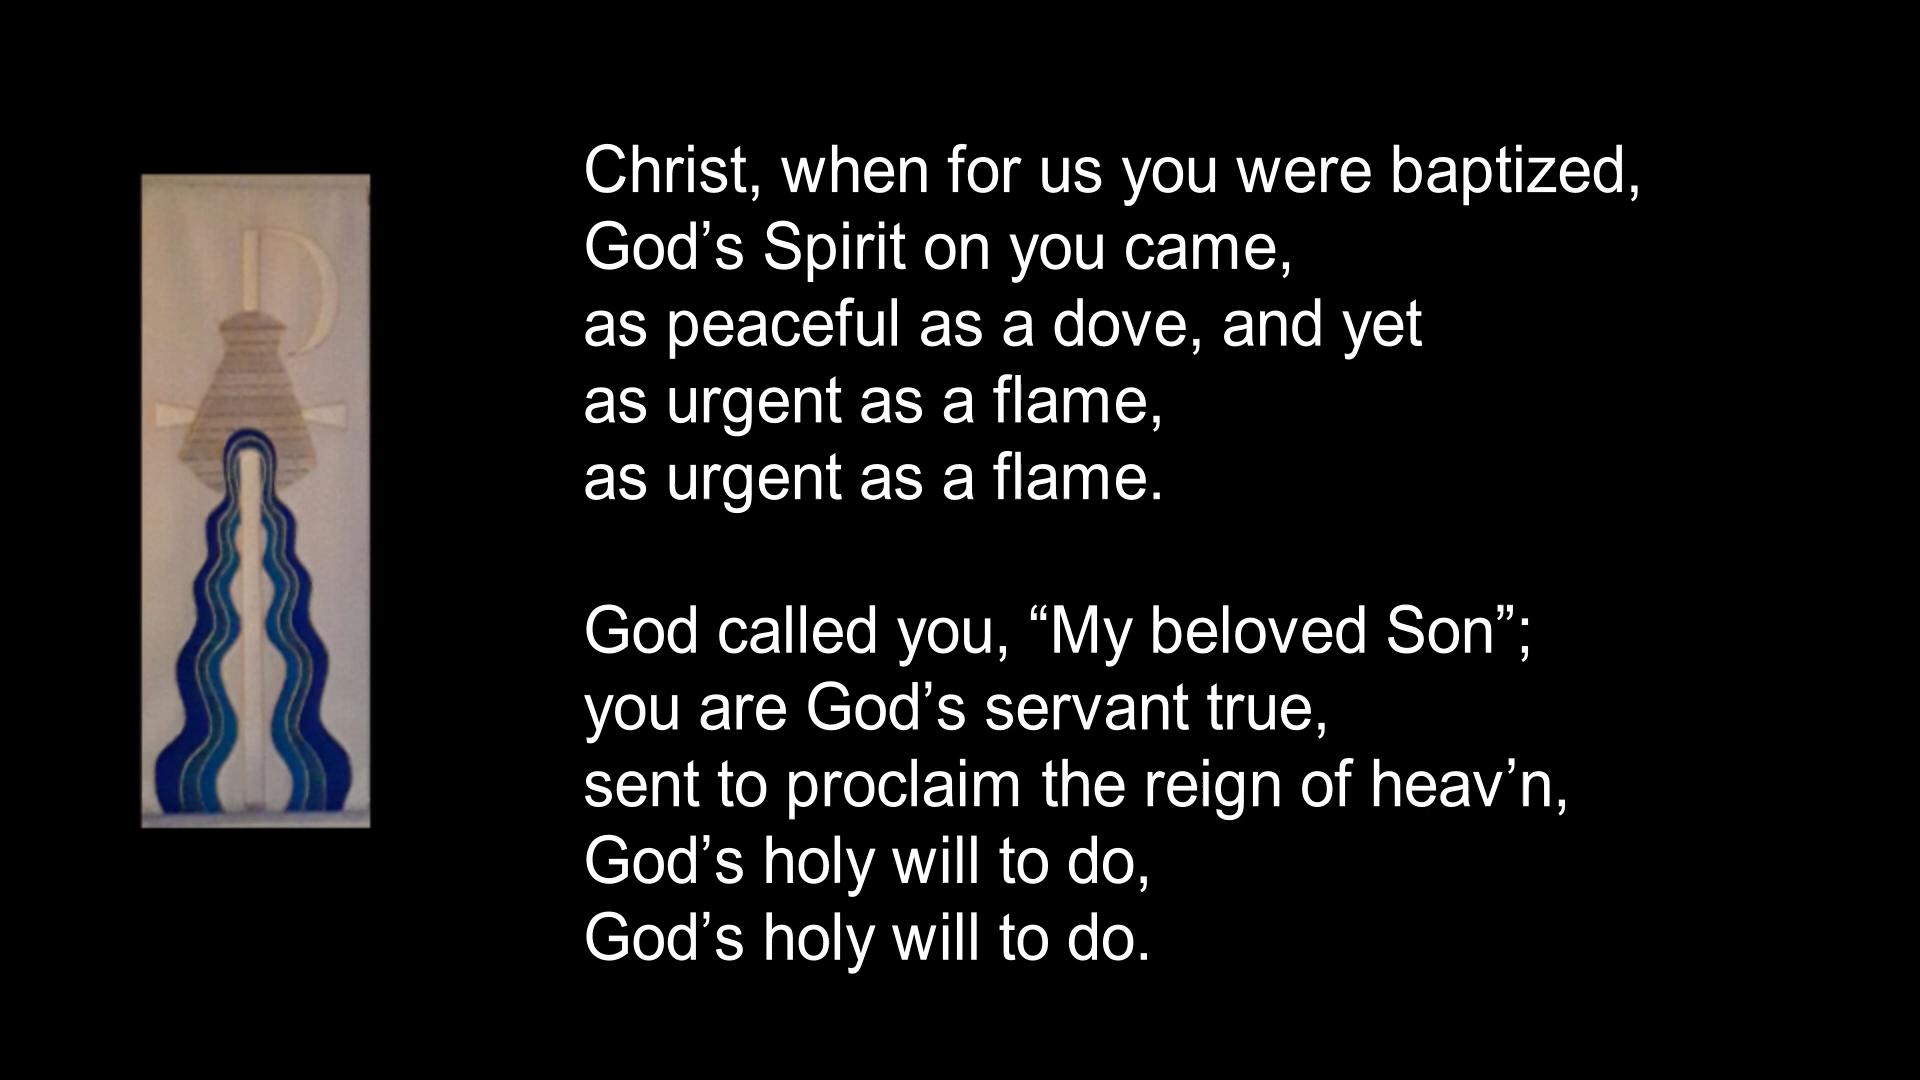 Christ, when for us you were baptized,
God’s Spirit on you came,
as peaceful as a dove, and yet
as urgent as a flame,
as urgent as a flame.
God called you, “My beloved Son”;
you are God’s servant true,
sent to proclaim the reign of heav’n,
God’s holy will to do,
God’s holy will to do.